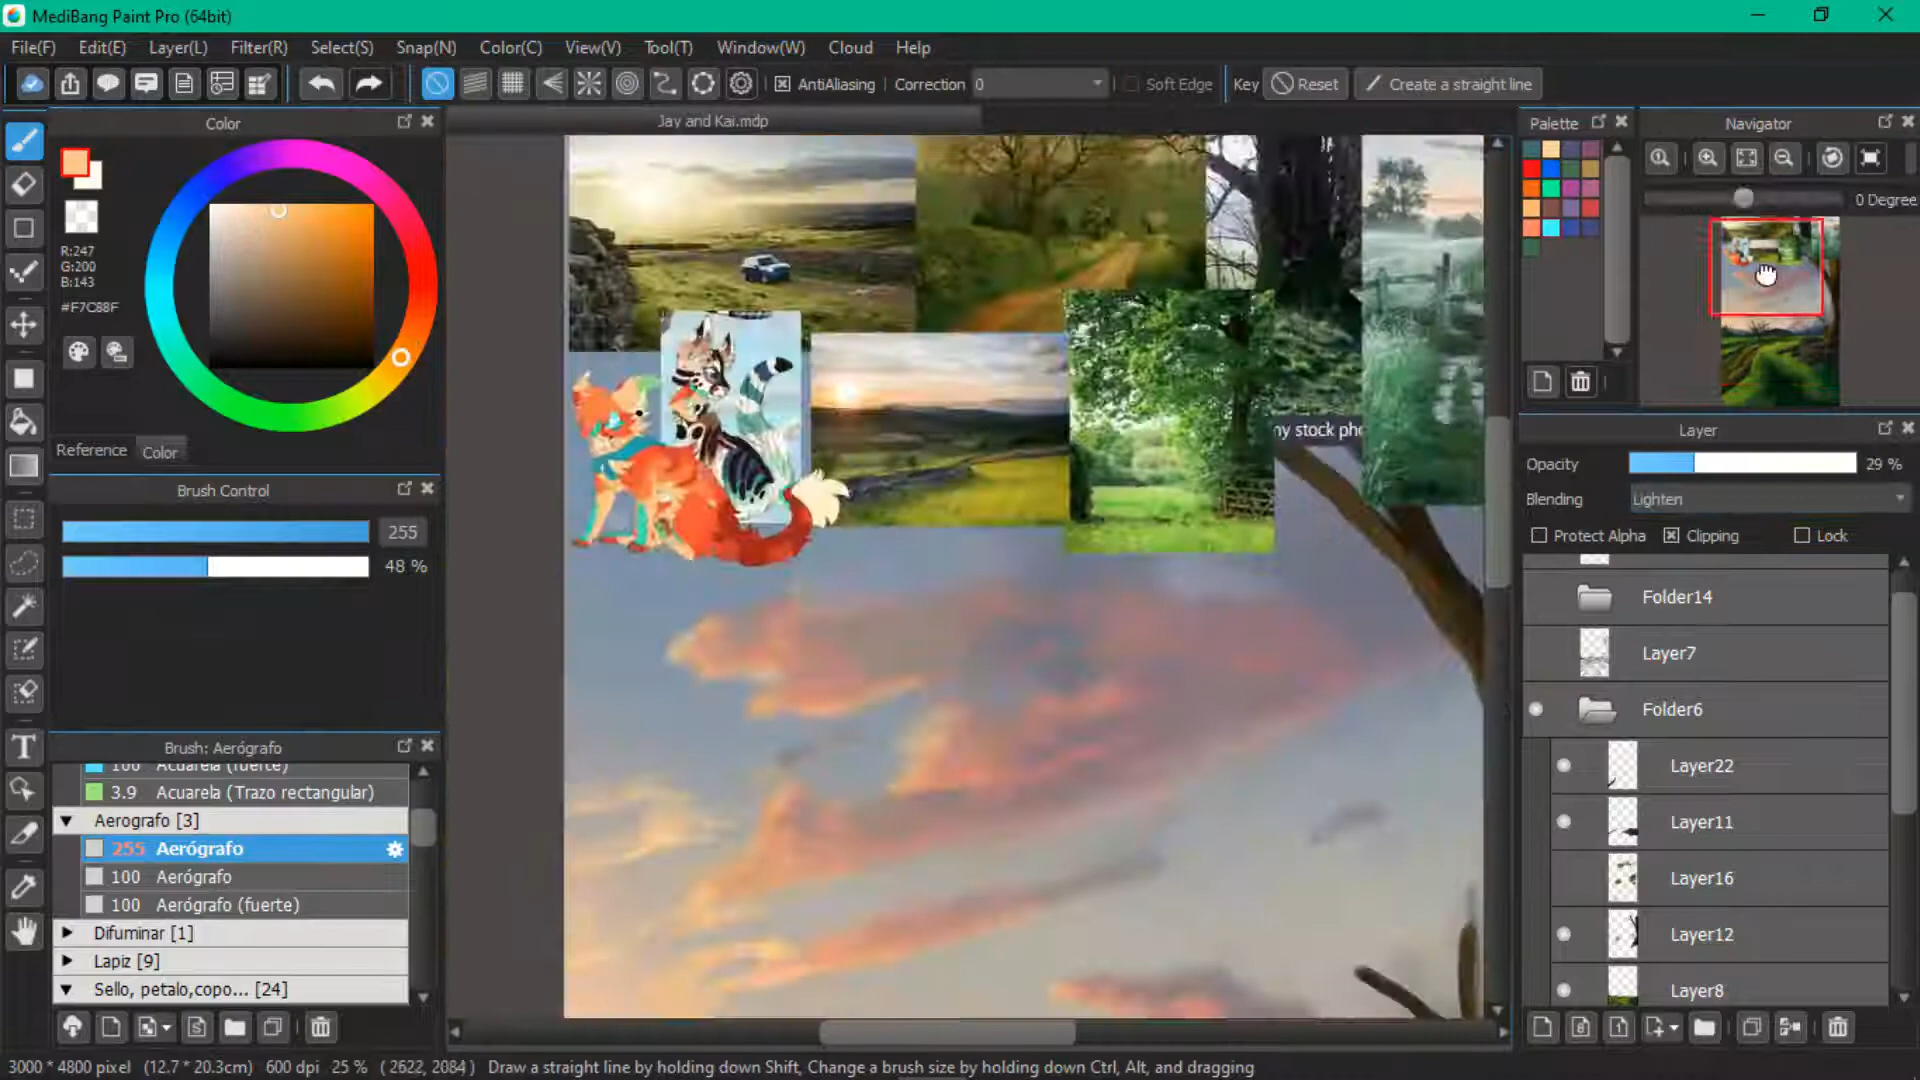 MediBang Paint Pro (64bit)
File(F) Edit(E) Layer(L) Filter(R) Select(S) Snap(N) Color(C) View(V) Tool(T) Window(W) Cloud Help
AntiAliasing Correction 0 Soft Edge Key Reset Create a straight line
Color
Jay and Kai.mdp
Palette
Navigator
0 Degree
R:247
G:200
B:143
#F7C88F
Reference Color
Brush Control
255
48 %
my stock pho
Layer
Opacity 29 %
Blending Lighten
Protect Alpha Clipping Lock
Folder14
Layer7
Folder6
Layer22
Layer11
Layer16
Layer12
Layer8
Brush: Aerógrafo
100 Acuarela (fuerte)
3.9 Acuarela (Trazo rectangular)
Aerografo [3]
255 Aerógrafo
100 Aerógrafo
100 Aerógrafo (fuerte)
Difuminar [1]
Lapiz [9]
Sello, petalo,copo... [24]
3000 * 4800 pixel (12.7 * 20.3cm) 600 dpi 25 % ( 2622, 2084 ) Draw a straight line by holding down Shift, Change a brush size by holding down Ctrl, Alt, and dragging